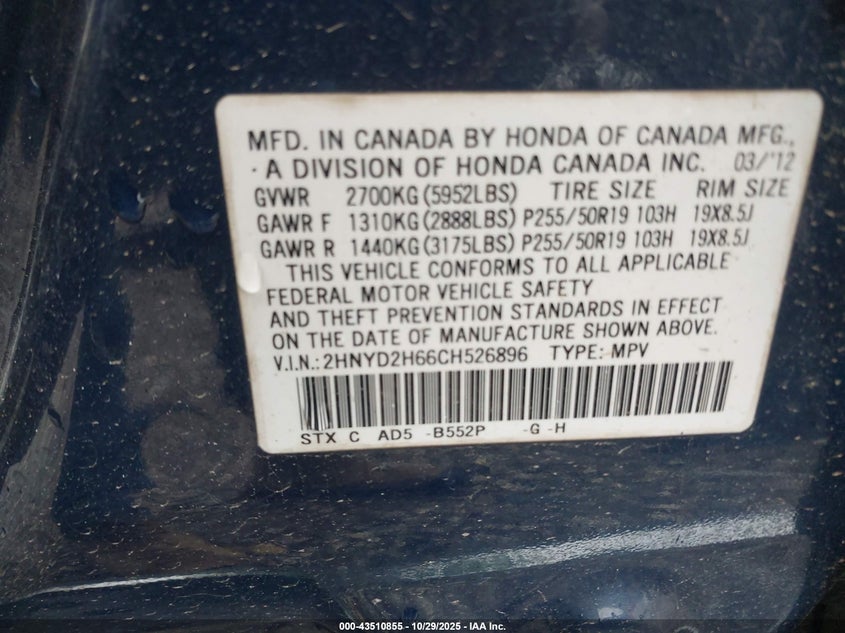 MFD. IN CANADA BY HONDA OF CANADA MFG.,
A DIVISION OF HONDA CANADA INC. 03/'12
GVWR 2700KG(5952LBS) TIRE SIZE RIM SIZE
GAWR F 1310KG(2888LBS) P255/50R19 103H 19X8.5J
GAWR R 1440KG(3175LBS) P255/50R19 103H 19X8.5J
THIS VEHICLE CONFORMS TO ALL APPLICABLE
FEDERAL MOTOR VEHICLE SAFETY
AND THEFT PREVENTION STANDARDS IN EFFECT
ON THE DATE OF MANUFACTURE SHOWN ABOVE.
V.I.N.: 2HNYD2H66CH526896 TYPE: MPV
STX C AD5 -B552P -G -H
000-43510855 - 10/29/2025 - IAA Inc.